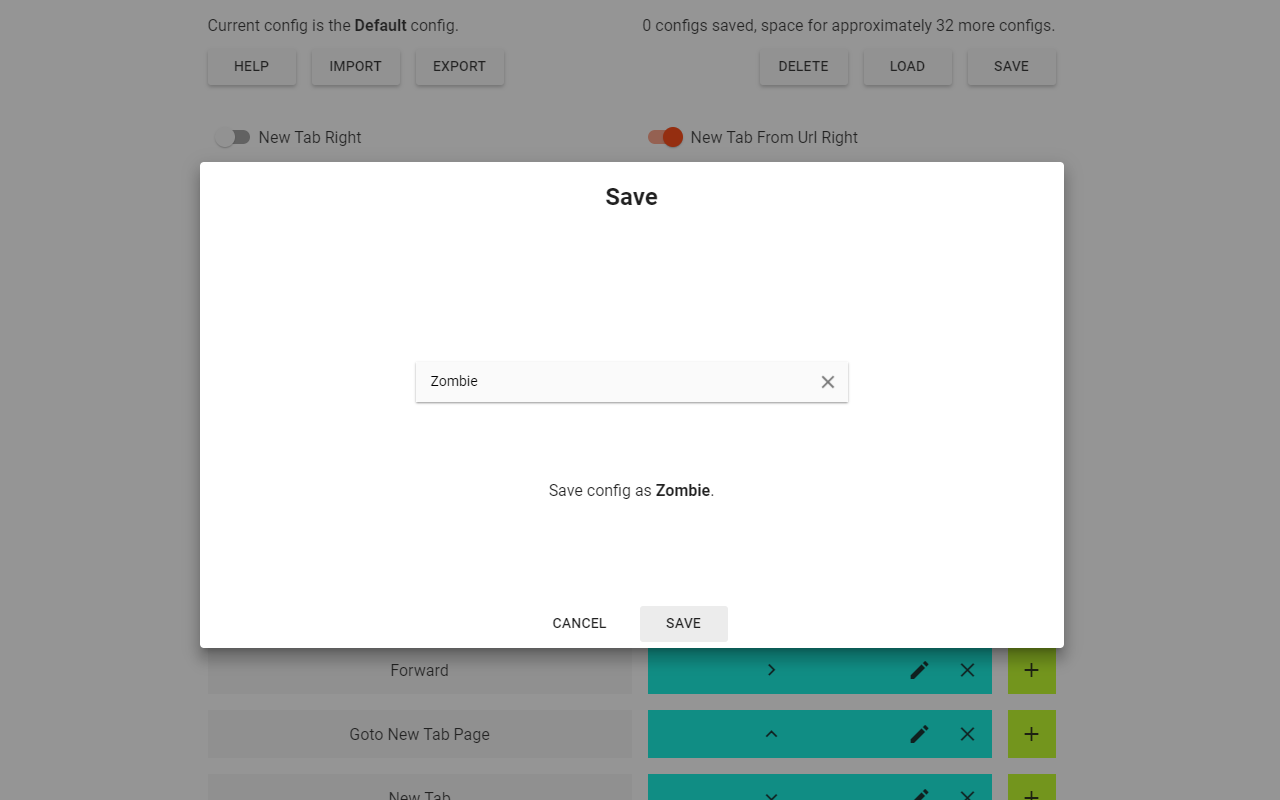 Current config is the Default config.
0 configs saved, space for approximately 32 more configs.
HELP IMPORT EXPORT DELETE LOAD SAVE
New Tab Right
New Tab From Url Right
Save
Zombie
Save config as Zombie.
CANCEL SAVE
Forward
Goto New Tab Page
New Tab